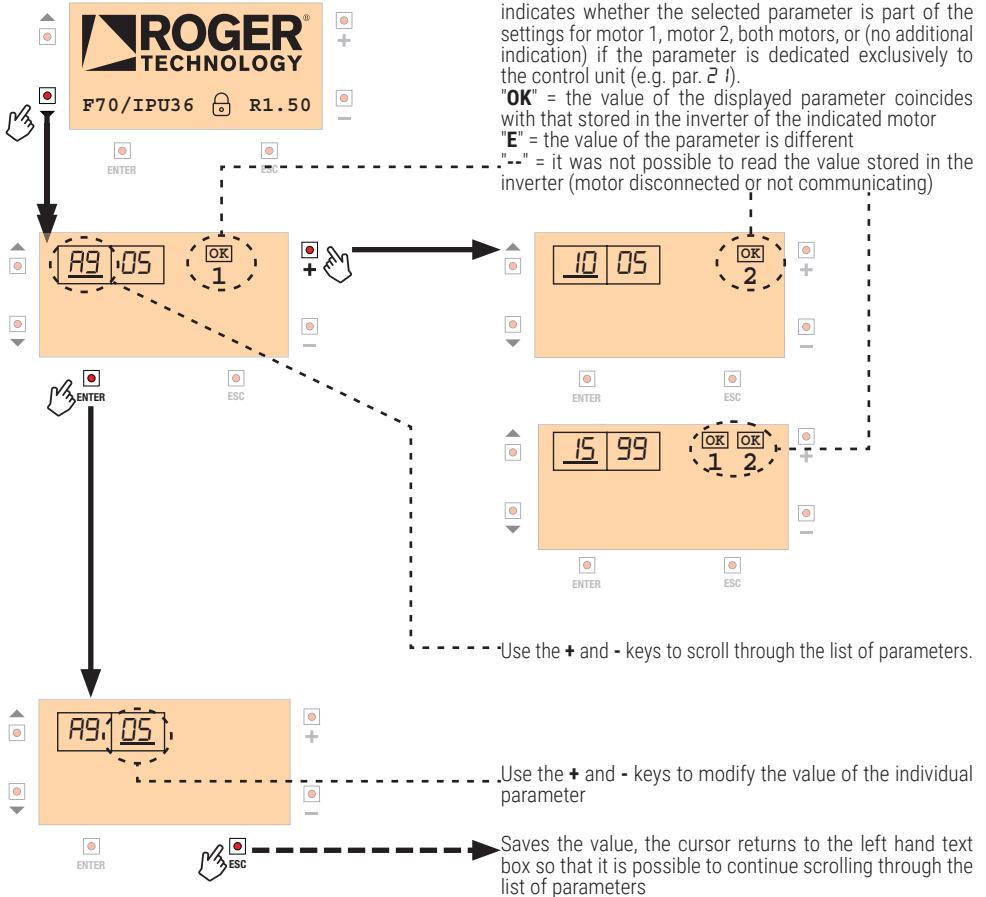 ROGER®
TECHNOLOGY
F70/IPU36 R1.50
+
-
ENTER
ESC
indicates whether the selected parameter is part of the
settings for motor 1, motor 2, both motors, or (no additional
indication) if the parameter is dedicated exclusively to
the control unit (e.g. par. 21).
"OK" = the value of the displayed parameter coincides
with that stored in the inverter of the indicated motor
"E" = the value of the parameter is different
"--" = it was not possible to read the value stored in the
inverter (motor disconnected or not communicating)
A9 05
OK
1
+
-
ENTER
ESC
10 05
OK
2
+
-
ENTER
ESC
15 99
OK OK
1 2
+
-
ENTER
ESC
Use the + and - keys to scroll through the list of parameters.
A9 05
+
-
ENTER
ESC
Use the + and - keys to modify the value of the individual
parameter
Saves the value, the cursor returns to the left hand text
box so that it is possible to continue scrolling through the
list of parameters